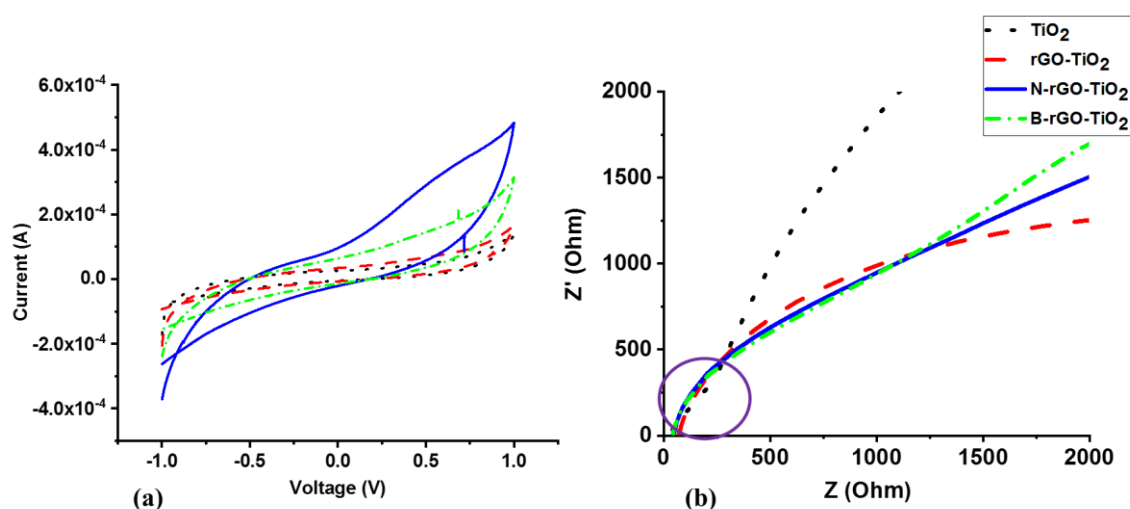 TiO2
rGO-TiO2
N-rGO-TiO2
B-rGO-TiO2
6.0x10-4
4.0x10-4
2.0x10-4
0.0
-2.0x10-4
-4.0x10-4
Current (A)
-1.0 -0.5 0.0 0.5 1.0
Voltage (V)
(a)
2000
1500
1000
500
0
Z' (Ohm)
0 500 1000 1500 2000
Z (Ohm)
(b)